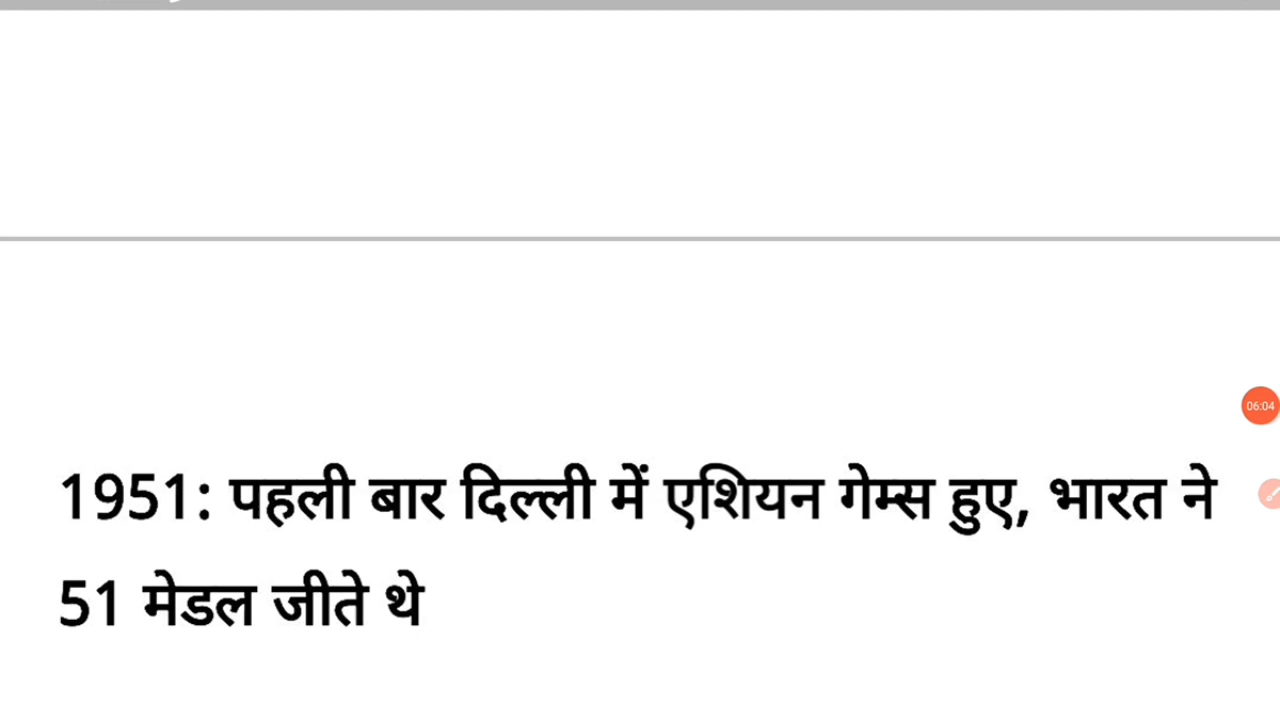 06:04
1951: पहली बार दिल्ली में एशियन गेम्स हुए, भारत ने
51 मेडल जीते थे